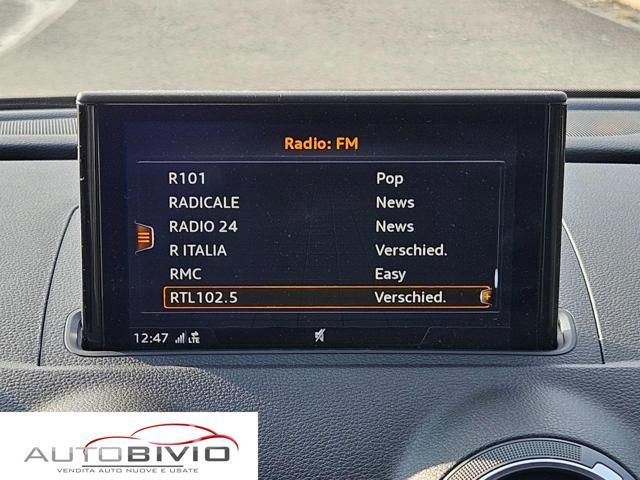 Radio: FM
R101 Pop
RADICALE News
RADIO 24 News
R ITALIA Verschied.
RMC Easy
RTL102.5 Verschied.
12:47 LTE
AUTOBIVIO
VENDITA AUTO NUOVE E USATE